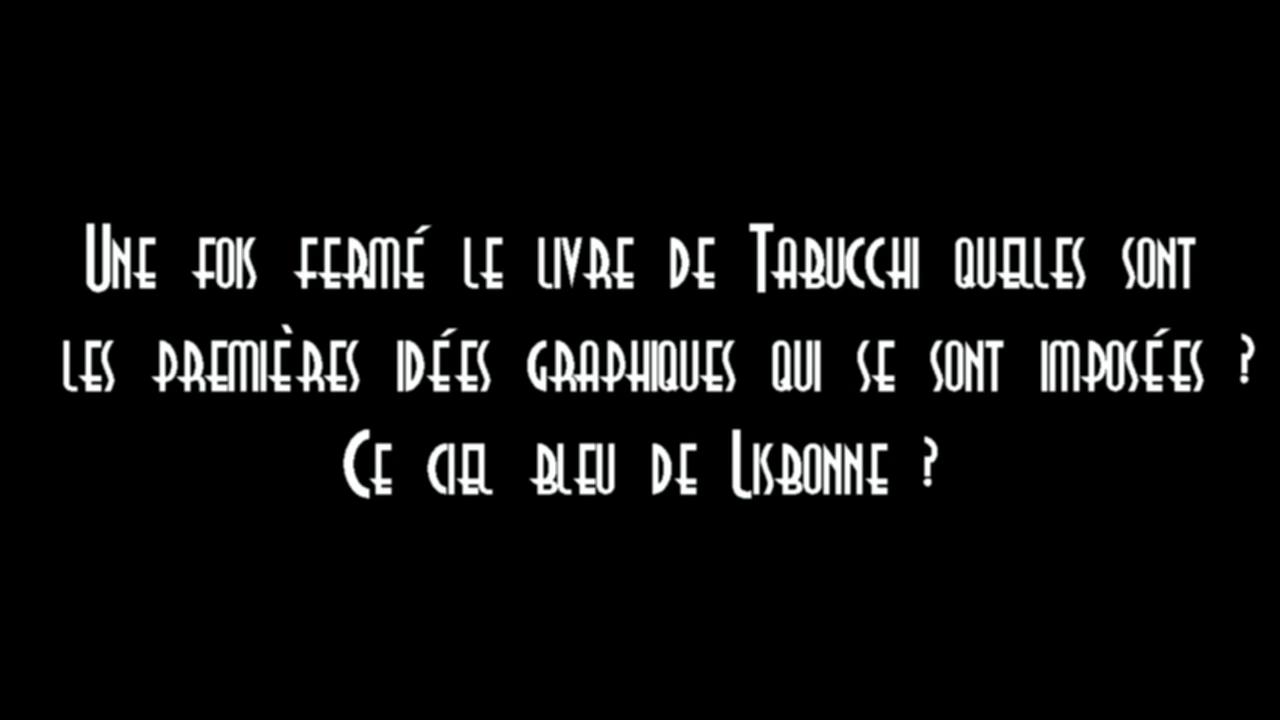 Une fois fermé le livre de Tabucchi quelles sont
les premières idées graphiques qui se sont imposées ?
Ce ciel bleu de Lisbonne ?